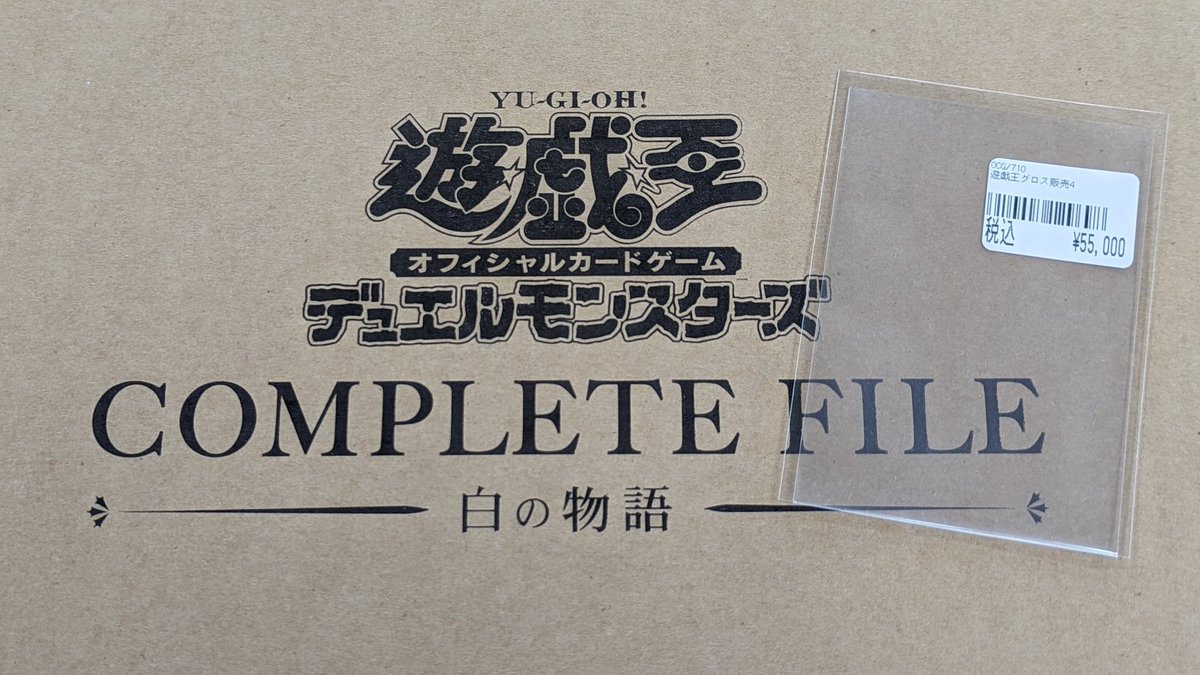 YU-GI-OH!
遊戯王
オフィシャルカードゲーム
デュエルモンスターズ
COMPLETE FILE
白の物語
OCG/710
遊戯王グロス販売4
税込 ¥55,000